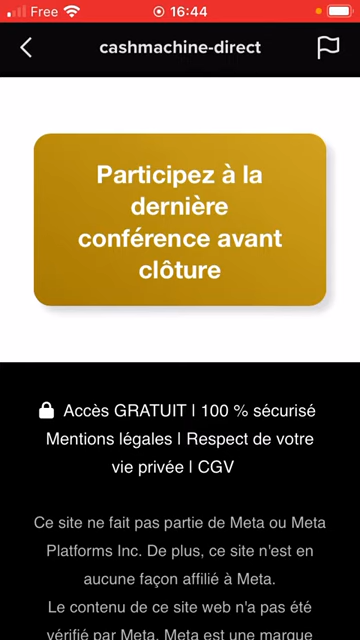 Free 16:44
cashmachine-direct
Participez à la
dernière
conférence avant
clôture
Accès GRATUIT | 100 % sécurisé
Mentions légales | Respect de votre
vie privée | CGV
Ce site ne fait pas partie de Meta ou Meta
Platforms Inc. De plus, ce site n'est en
aucune façon affilié à Meta.
Le contenu de ce site web n'a pas été
vérifié par Meta. Meta est une marque